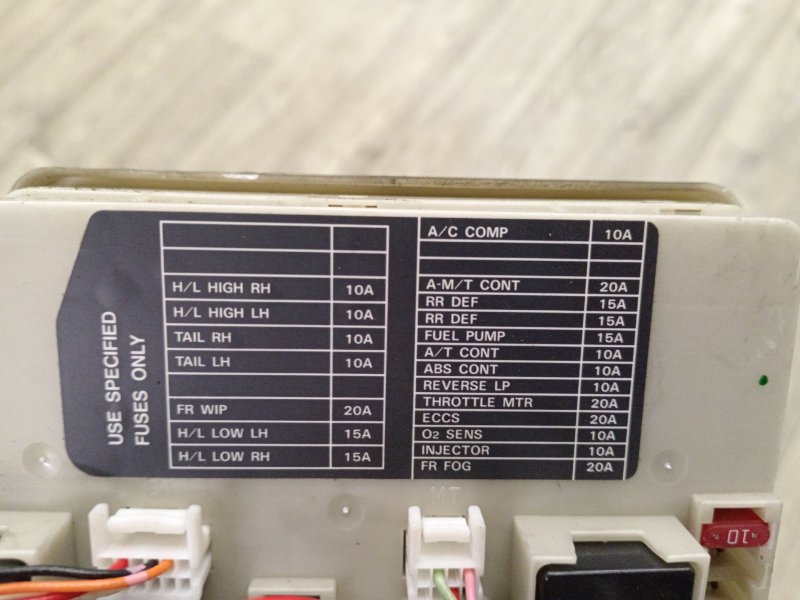 USE SPECIFIED
FUSES ONLY
H/L HIGH RH 10A
H/L HIGH LH 10A
TAIL RH 10A
TAIL LH 10A
FR WIP 20A
H/L LOW LH 15A
H/L LOW RH 15A
A/C COMP 10A
A-M/T CONT 20A
RR DEF 15A
RR DEF 15A
FUEL PUMP 15A
A/T CONT 10A
ABS CONT 10A
REVERSE LP 10A
THROTTLE MTR 20A
ECCS 20A
O2 SENS 10A
INJECTOR 10A
FR FOG 20A
10